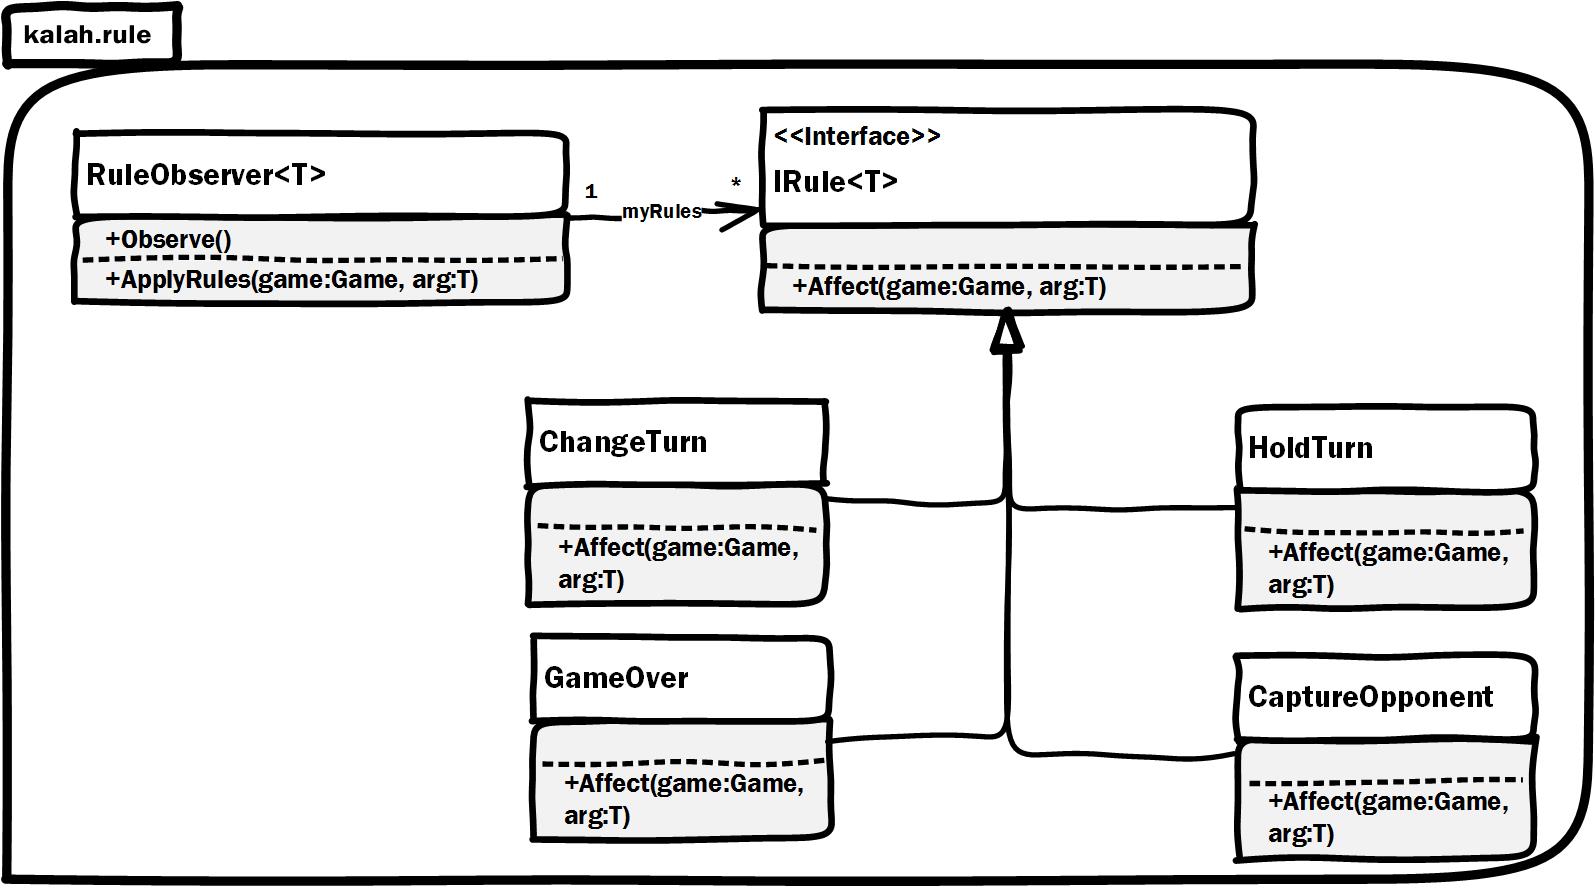 kalah.rule
RuleObserver<T>
+Observe()
+ApplyRules(game:Game, arg:T)
1
myRules
*
<<Interface>>
IRule<T>
+Affect(game:Game, arg:T)
ChangeTurn
+Affect(game:Game,
arg:T)
HoldTurn
+Affect(game:Game,
arg:T)
GameOver
+Affect(game:Game,
arg:T)
CaptureOpponent
+Affect(game:Game,
arg:T)